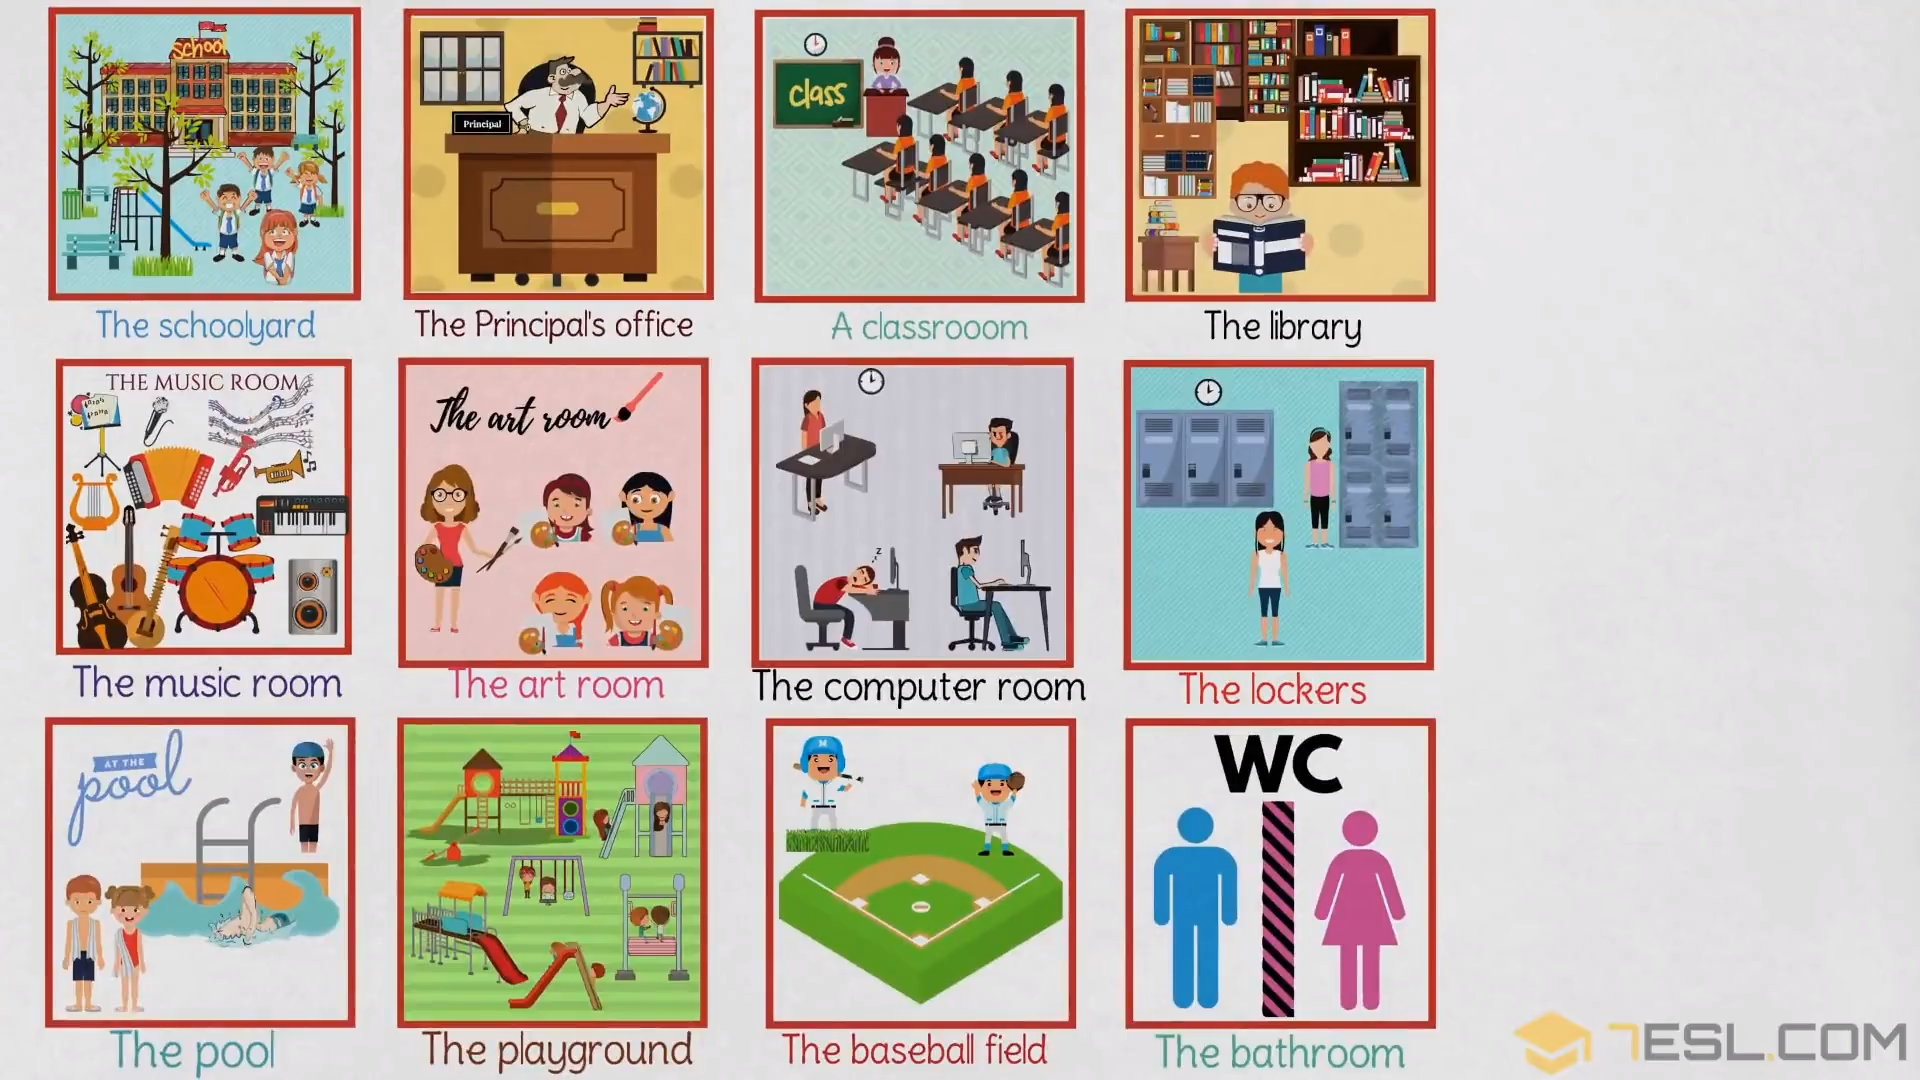 school
Principal
class
The schoolyard
The Principal's office
A classrooom
The library
THE MUSIC ROOM
The art room
z
The music room
The art room
The computer room
The lockers
AT THE
pool
M
WC
The pool
The playground
The baseball field
The bathroom
7ESL.COM